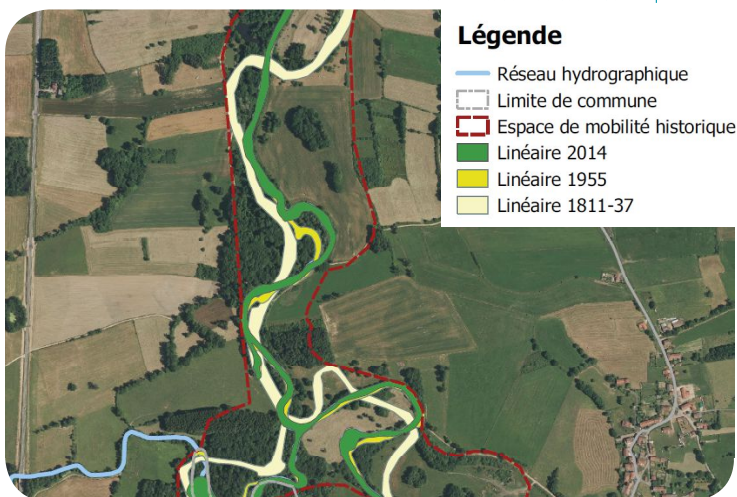 Légende
Réseau hydrographique
Limite de commune
Espace de mobilité historique
Linéaire 2014
Linéaire 1955
Linéaire 1811-37